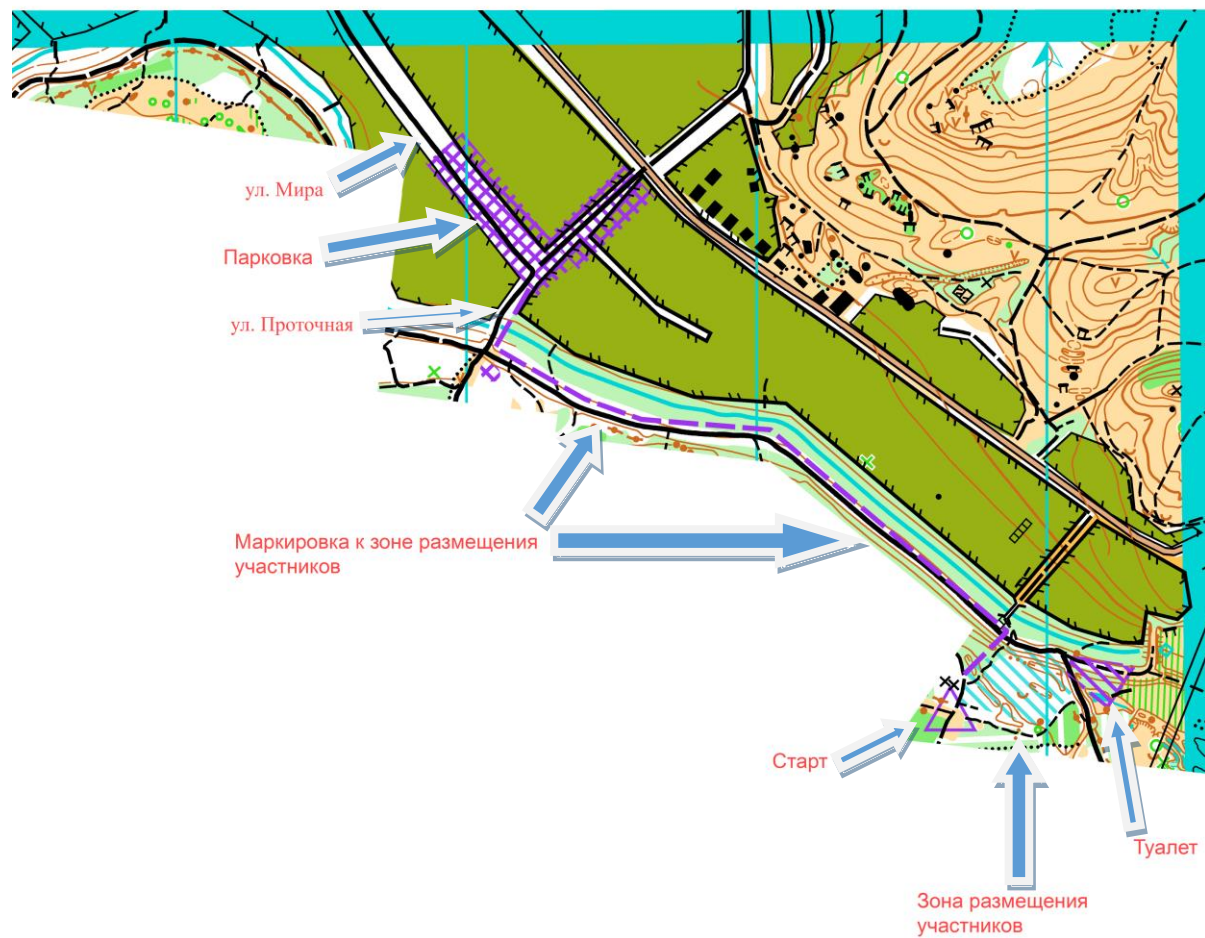 ул. Мира
Парковка
ул. Проточная
Маркировка к зоне размещения
участников
Старт
Туалет
Зона размещения
участников